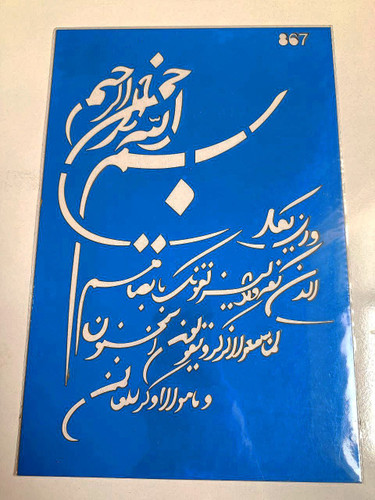 867
بسم الله الرحمن الرحیم
وان یکاد
الذین کفروا لیزلقونک بابصارهم
لما سمعوا الذکر و یقولون انه لمجنون
و ما هو الا ذکر للعالمین